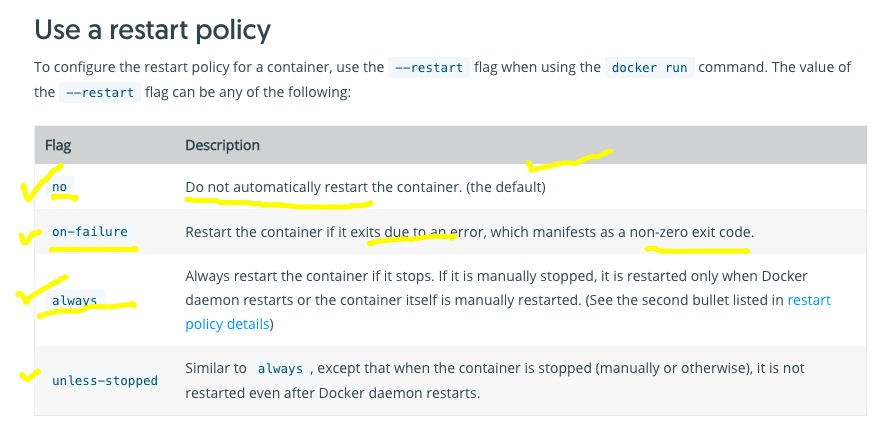 Use a restart policy
To configure the restart policy for a container, use the --restart flag when using the docker run command. The value of
the --restart flag can be any of the following:
Flag Description
no Do not automatically restart the container. (the default)
on-failure Restart the container if it exits due to an error, which manifests as a non-zero exit code.
Always restart the container if it stops. If it is manually stopped, it is restarted only when Docker
always daemon restarts or the container itself is manually restarted. (See the second bullet listed in restart
policy details)
Similar to always , except that when the container is stopped (manually or otherwise), it is not
unless-stopped
restarted even after Docker daemon restarts.